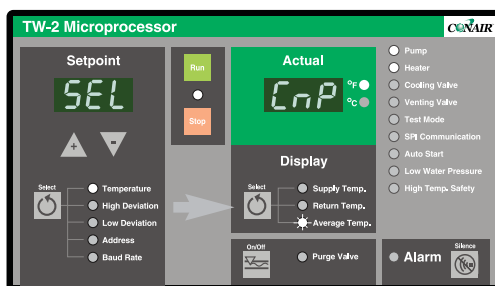 TW-2 Microprocessor
CONAIR
Setpoint
SEL
+
-
Select
Temperature
High Deviation
Low Deviation
Address
Baud Rate
Run
Stop
Actual
CnP
°F
°C
Display
Select
Supply Temp.
Return Temp.
Average Temp.
On/Off
Purge Valve
Pump
Heater
Cooling Valve
Venting Valve
Test Mode
SPI Communication
Auto Start
Low Water Pressure
High Temp. Safety
Alarm
Silence